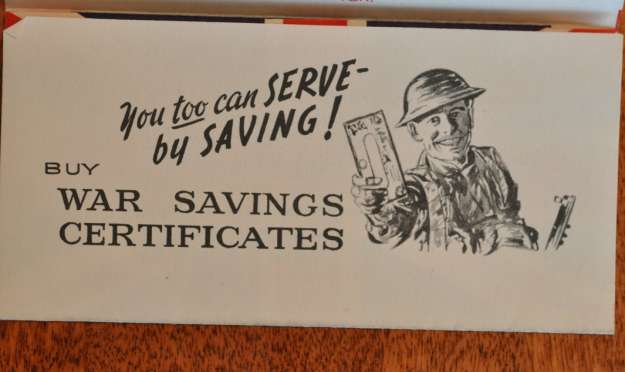 You too can SERVE-
by SAVING!
BUY
WAR SAVINGS
CERTIFICATES